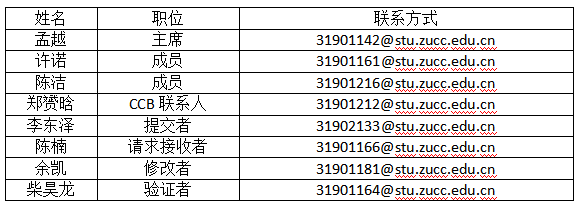 姓名 职位 联系方式
孟越 主席 31901142@stu.zucc.edu.cn
许诺 成员 31901161@stu.zucc.edu.cn
陈洁 成员 31901216@stu.zucc.edu.cn
郑赟晗 CCB 联系人 31901212@stu.zucc.edu.cn
李东泽 提交者 31902133@stu.zucc.edu.cn
陈楠 请求接收者 31901166@stu.zucc.edu.cn
余凯 修改者 31901181@stu.zucc.edu.cn
柴昊龙 验证者 31901164@stu.zucc.edu.cn